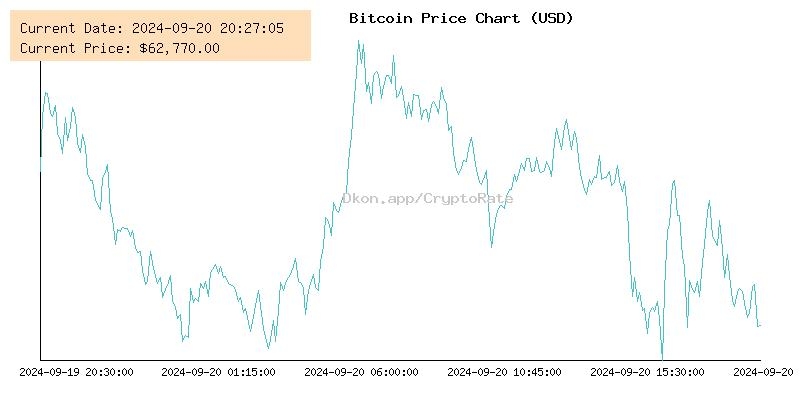 Bitcoin Price Chart (USD)
Current Date: 2024-09-20 20:27:05
Current Price: $62,770.00
Dkon.app/CryptoRate
2024-09-19 20:30:00 2024-09-20 01:15:00 2024-09-20 06:00:00 2024-09-20 10:45:00 2024-09-20 15:30:00 2024-09-20